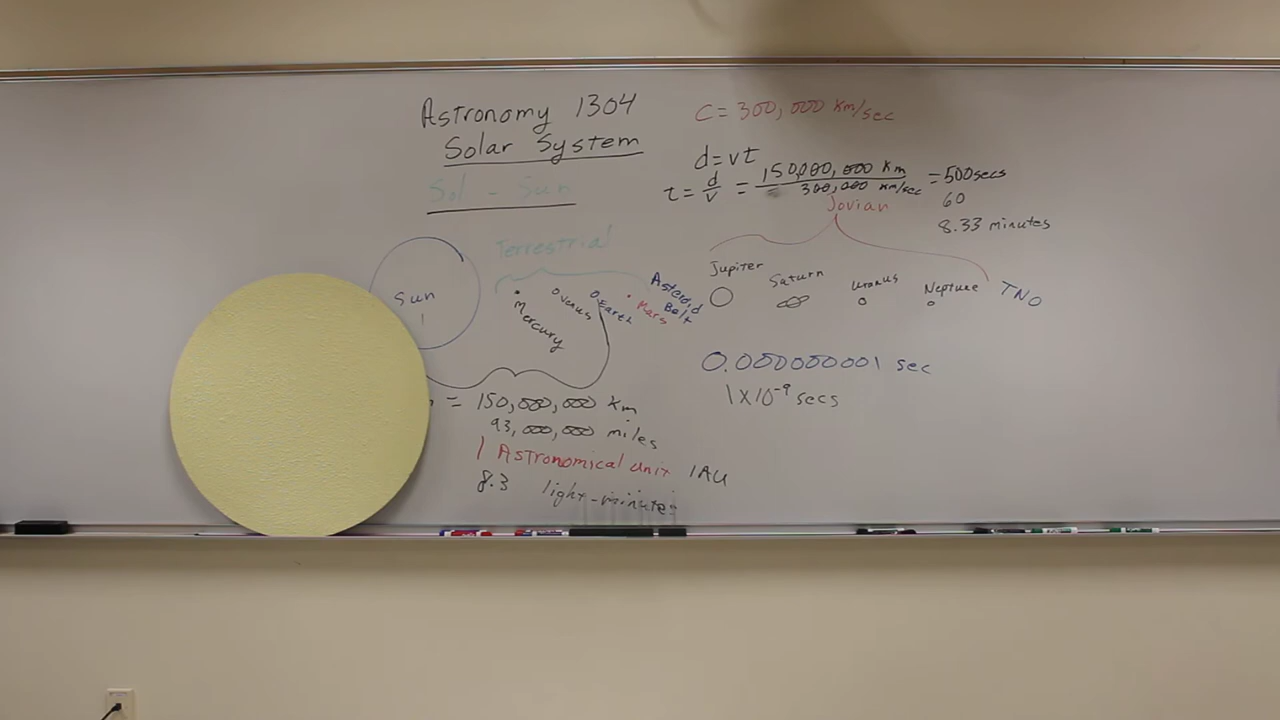 Astronomy 1304
Solar System
Sol - Sun
C = 300,000 Km/sec
d = vt
t = d/v = 150,000,000 Km / 300,000 Km/sec = 500 secs
60
8.33 minutes
Jovian
Terrestrial
Sun
Mercury
Venus
Earth
Mars
Asteroid Belt
Jupiter
Saturn
Uranus
Neptune
TNO
= 150,000,000 Km
93,000,000 miles
1 Astronomical unit 1AU
8.3 light-minutes
0.000000001 sec
1x10⁻⁹ secs